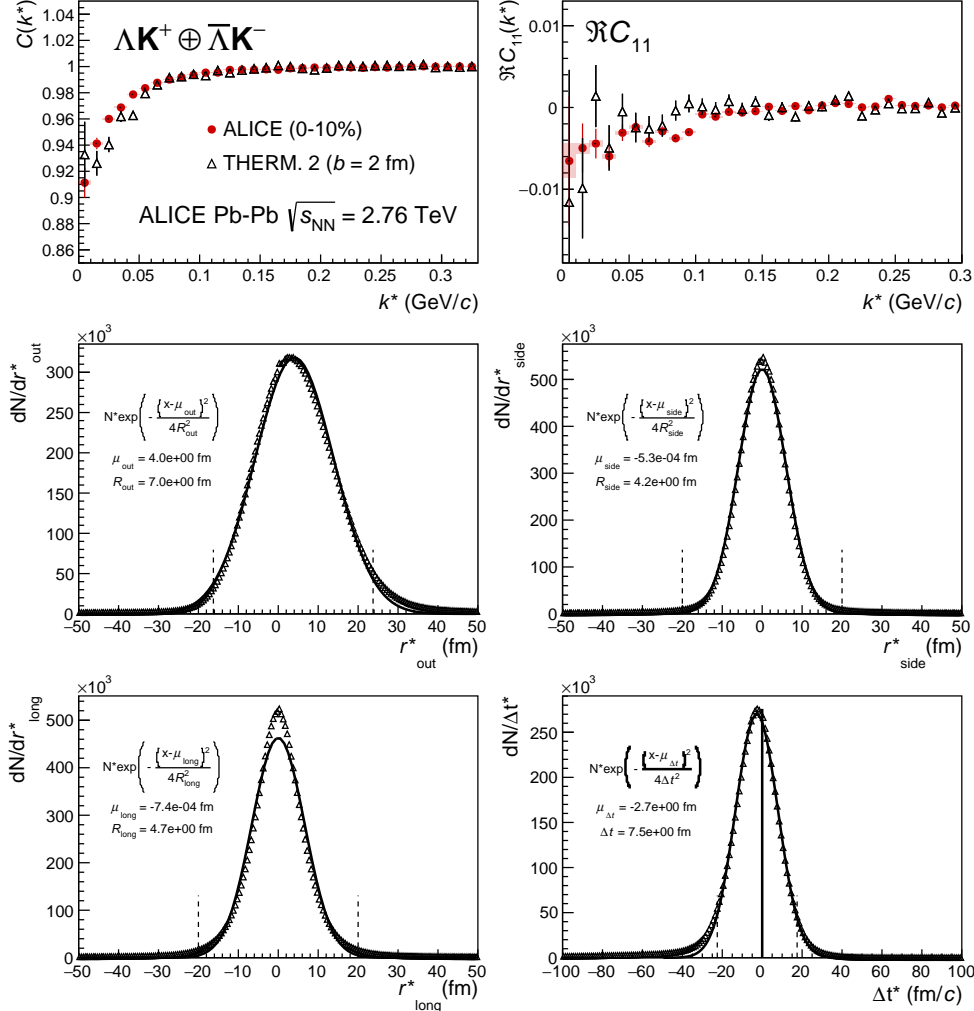 C(k*)
1.04
1.02
1
0.98
0.96
0.94
0.92
0.9
0.88
0.86
ΛK⁺ ⊕ Λ̅K⁻
ALICE (0-10%)
THERM. 2 (b = 2 fm)
ALICE Pb-Pb √sNN = 2.76 TeV
0 0.05 0.1 0.15 0.2 0.25 0.3
k* (GeV/c)
ℜC₁₁(k*)
0.01
0
−0.01
ℜC₁₁
0 0.05 0.1 0.15 0.2 0.25 0.3
k* (GeV/c)
×10³
dN/dr*out
300
250
200
150
100
50
0
N*exp(-[x-μout]²/4R²out)
μout = 4.0e+00 fm
Rout = 7.0e+00 fm
−50 −40 −30 −20 −10 0 10 20 30 40 50
r*out (fm)
×10³
dN/dr*side
500
400
300
200
100
0
N*exp(-[x-μside]²/4R²side)
μside = -5.3e-04 fm
Rside = 4.2e+00 fm
−50 −40 −30 −20 −10 0 10 20 30 40 50
r*side (fm)
×10³
dN/dr*long
500
400
300
200
100
0
N*exp(-[x-μlong]²/4R²long)
μlong = -7.4e-04 fm
Rlong = 4.7e+00 fm
−50 −40 −30 −20 −10 0 10 20 30 40 50
r*long (fm)
×10³
dN/Δt*
250
200
150
100
50
0
N*exp(-[x-μΔt]²/4Δt²)
μΔt = -2.7e+00 fm
Δt = 7.5e+00 fm
−100 −80 −60 −40 −20 0 20 40 60 80 100
Δt* (fm/c)